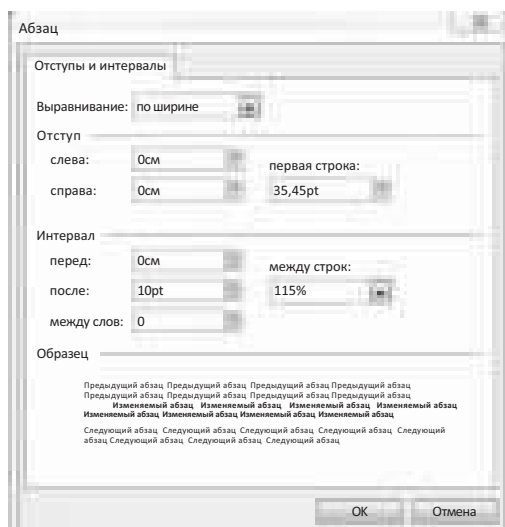 Абзац
Отступы и интервалы
Выравнивание: по ширине
Отступ
слева: 0см
первая строка:
справа: 0см 35,45pt
Интервал
перед: 0см
между строк:
после: 10pt 115%
между слов: 0
Образец
Предыдущий абзац Предыдущий абзац Предыдущий абзац Предыдущий абзац
Предыдущий абзац Предыдущий абзац Предыдущий абзац Предыдущий абзац
Изменяемый абзац Изменяемый абзац Изменяемый абзац Изменяемый абзац
Изменяемый абзац Изменяемый абзац Изменяемый абзац Изменяемый абзац
Следующий абзац Следующий абзац Следующий абзац Следующий абзац Следующий
абзац Следующий абзац Следующий абзац Следующий абзац
ОК Отмена